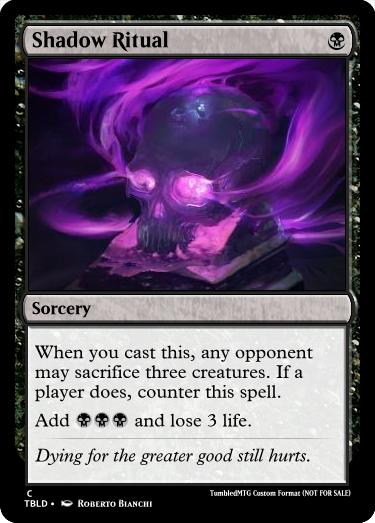 Shadow Ritual
Sorcery
When you cast this, any opponent
may sacrifice three creatures. If a
player does, counter this spell.
Add and lose 3 life.
Dying for the greater good still hurts.
C
TBLD • Roberto Bianchi
TumbledMTG Custom Format (NOT FOR SALE)